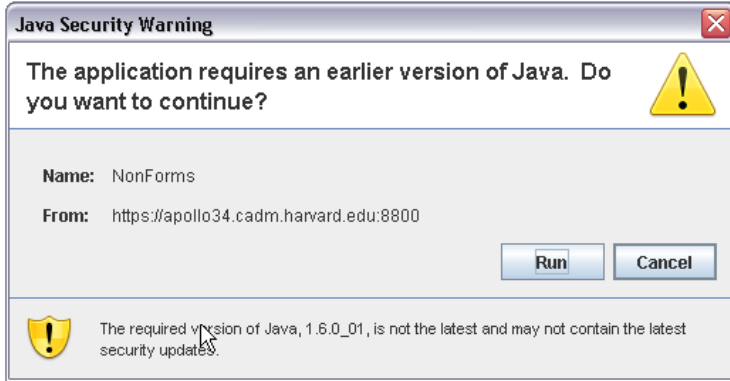 Java Security Warning
The application requires an earlier version of Java.  Do
you want to continue?
Name: NonForms
From: https://apollo34.cadm.harvard.edu:8800
Run Cancel
The required version of Java, 1.6.0_01, is not the latest and may not contain the latest
security updates.